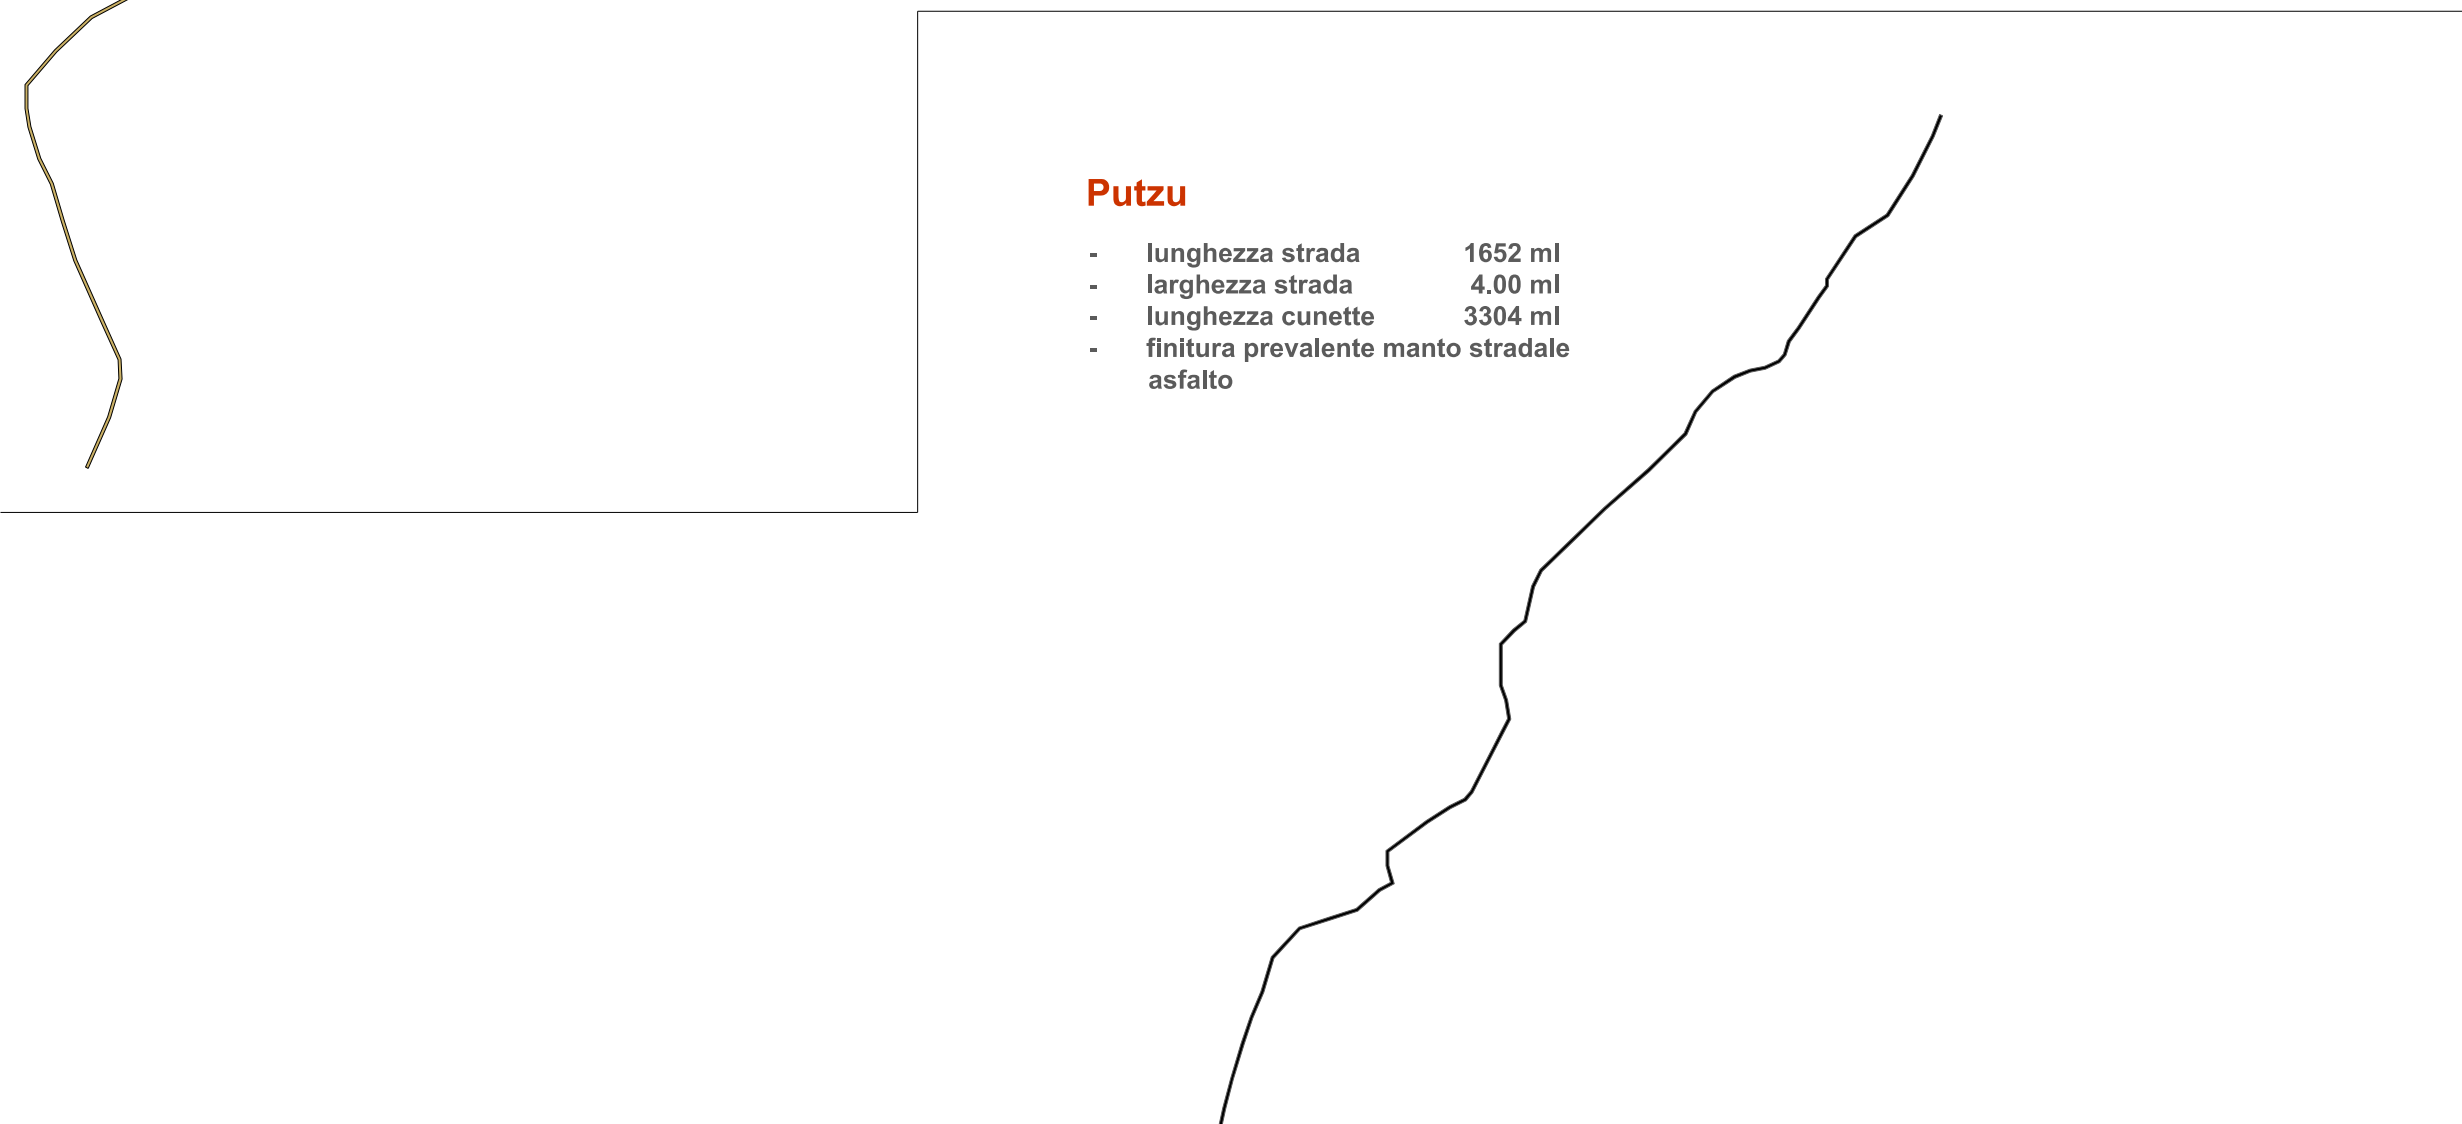 Putzu
- lunghezza strada 1652 ml
- larghezza strada 4.00 ml
- lunghezza cunette 3304 ml
- finitura prevalente manto stradale
asfalto